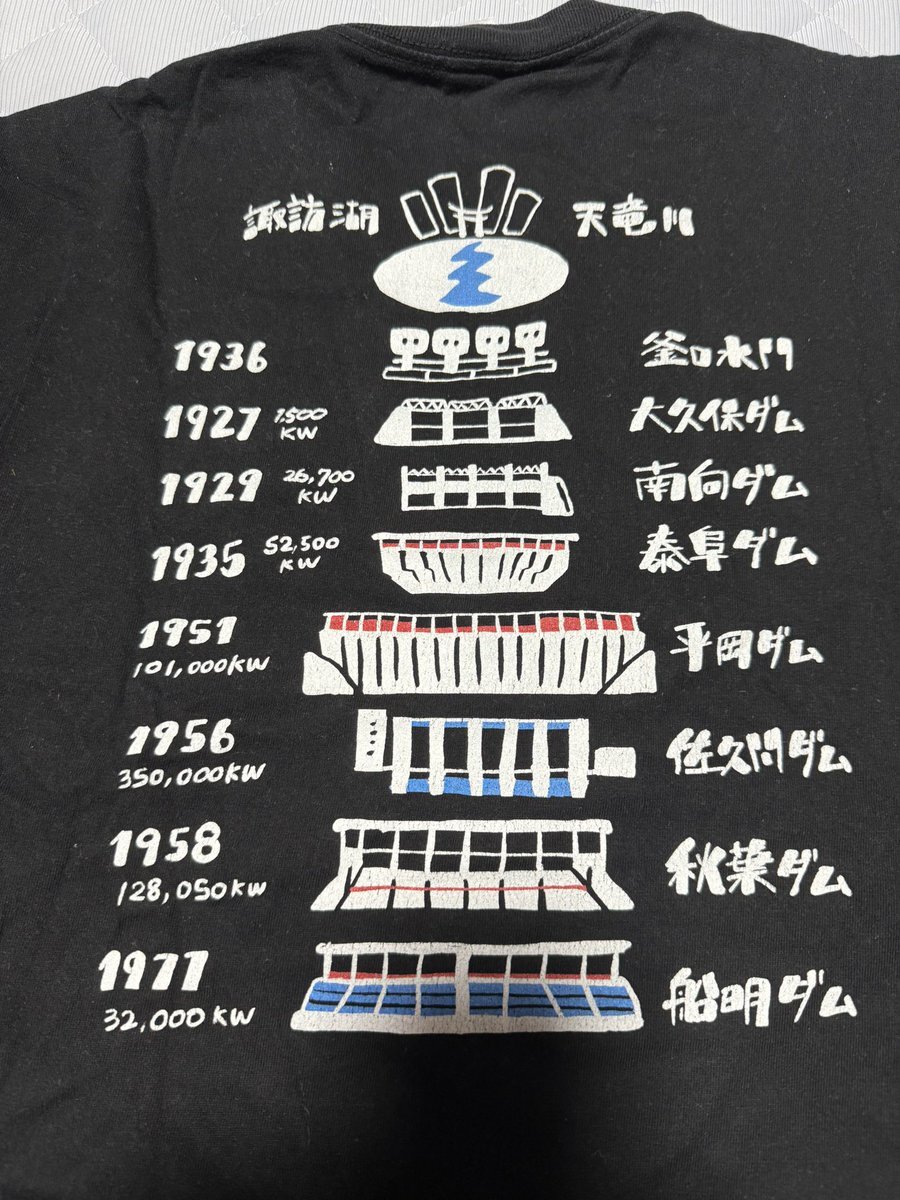 諏訪湖 天竜川
1936 釜口水門
1927 1,500 KW 大久保ダム
1929 26,700 KW 南向ダム
1935 52,500 KW 泰阜ダム
1951 平岡ダム
101,000KW
1956 佐久間ダム
350,000KW
1958 秋葉ダム
128,050KW
1977 船明ダム
32,000KW